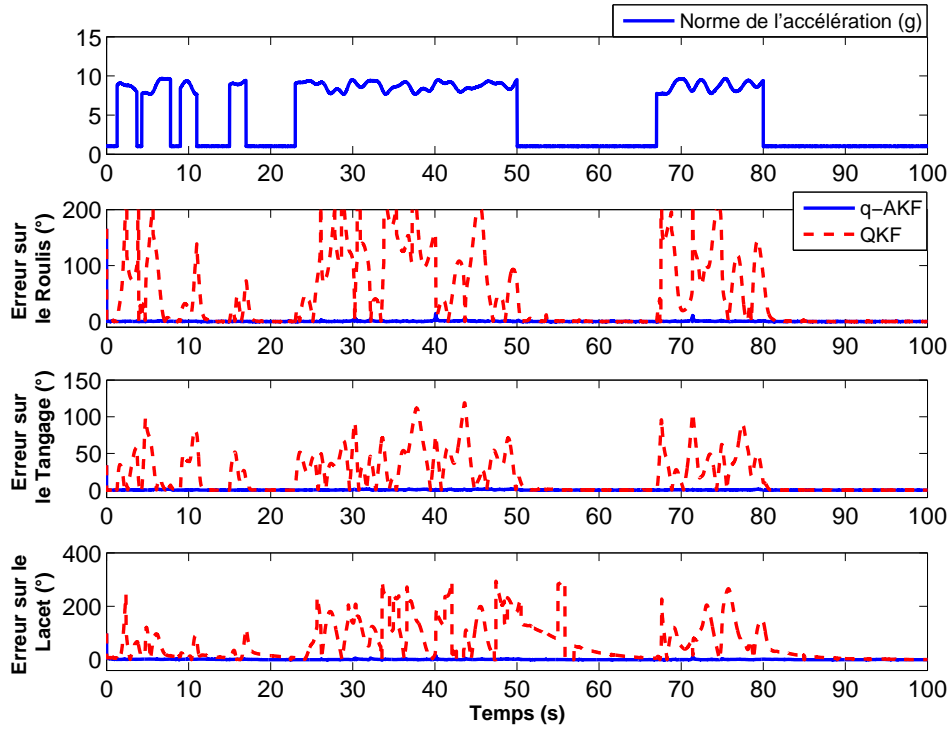 Norme de l'accélération (g)
15
10
5
0
0 10 20 30 40 50 60 70 80 90 100
Erreur sur
le Roulis (°)
200
100
0
q−AKF
QKF
0 10 20 30 40 50 60 70 80 90 100
Erreur sur
le Tangage (°)
150
100
50
0
0 10 20 30 40 50 60 70 80 90 100
Erreur sur le
Lacet (°)
400
200
0
0 10 20 30 40 50 60 70 80 90 100
Temps (s)